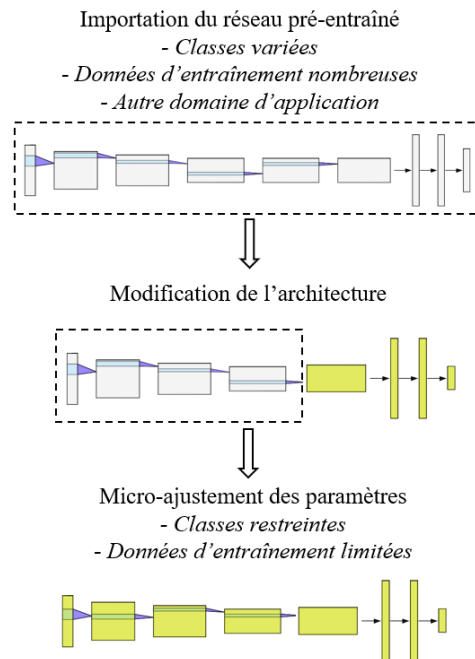 Importation du réseau pré-entraîné
- Classes variées
- Données d'entraînement nombreuses
- Autre domaine d'application
Modification de l'architecture
Micro-ajustement des paramètres
- Classes restreintes
- Données d'entraînement limitées